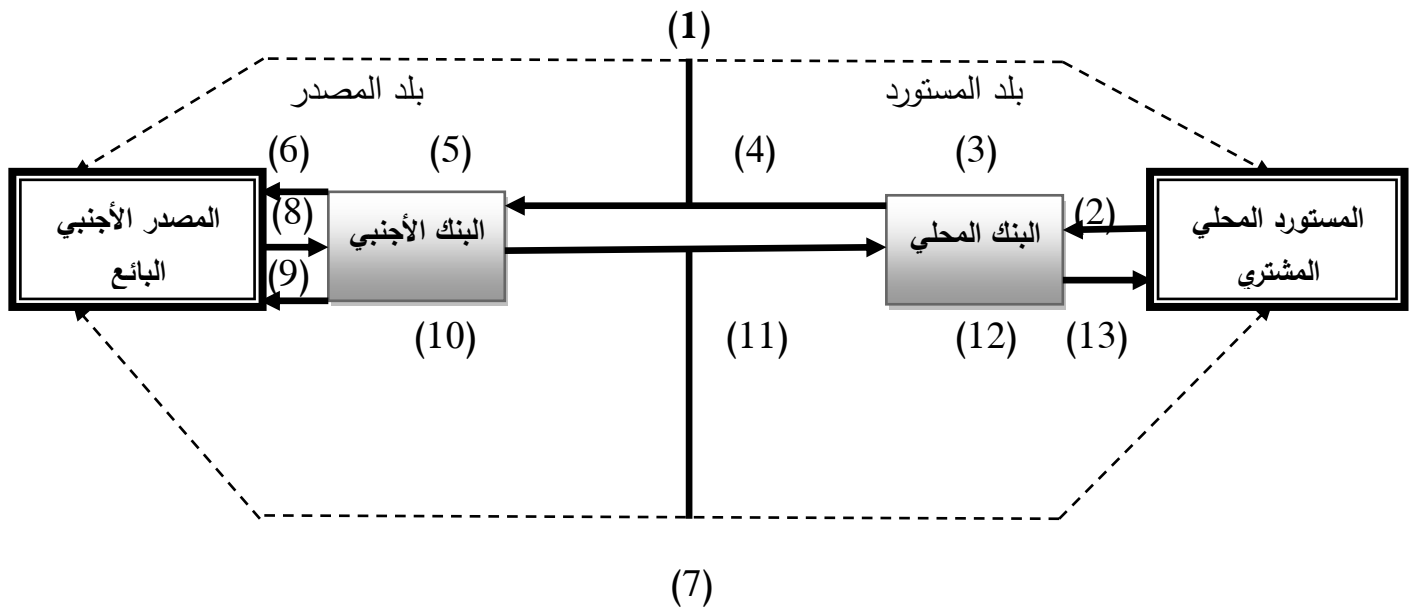 (1)
بلد المستورد
بلد المصدر
(3)
(4)
(5)
(6)
المستورد المحلي
المشتري
(2)
البنك المحلي
البنك الأجنبي
(8)
(9)
المصدر الأجنبي
البائع
(13)
(12)
(11)
(10)
(7)